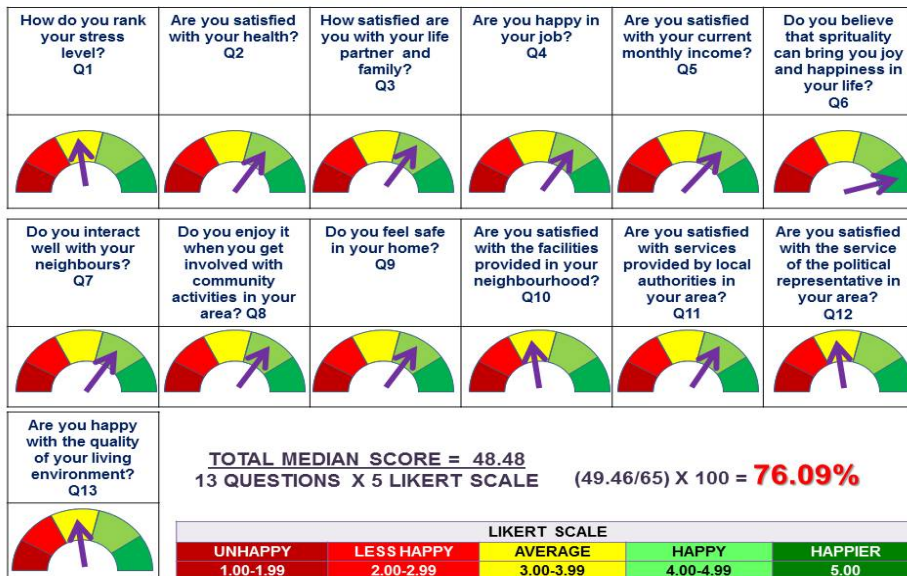 How do you rank
your stress
level?
Q1
Are you satisfied
with your health?
Q2
How satisfied are
you with your life
partner and
family?
Q3
Are you happy in
your job?
Q4
Are you satisfied
with your current
monthly income?
Q5
Do you believe
that sprituality
can bring you joy
and happiness in
your life?
Q6
Do you interact
well with your
neighbours?
Q7
Do you enjoy it
when you get
involved with
community
activities in your
area? Q8
Do you feel safe
in your home?
Q9
Are you satisfied
with the facilities
provided in your
neighbourhood?
Q10
Are you satisfied
with services
provided by local
authorities in
your area?
Q11
Are you satisfied
with the service
of the political
representative in
your area?
Q12
Are you happy
with the quality
of your living
environment?
Q13
TOTAL MEDIAN SCORE = 48.48
13 QUESTIONS X 5 LIKERT SCALE
(49.46/65) X 100 = 76.09%
LIKERT SCALE
UNHAPPY LESS HAPPY AVERAGE HAPPY HAPPIER
1.00-1.99 2.00-2.99 3.00-3.99 4.00-4.99 5.00